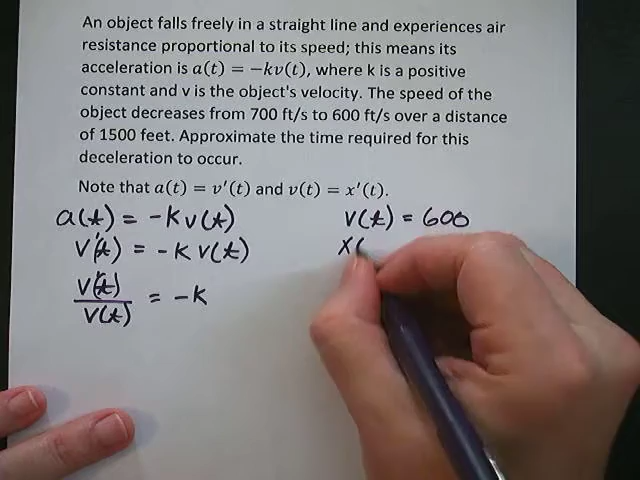 An object falls freely in a straight line and experiences air
resistance proportional to its speed; this means its
acceleration is a(t) = −kv(t), where k is a positive
constant and v is the object's velocity. The speed of the
object decreases from 700 ft/s to 600 ft/s over a distance
of 1500 feet. Approximate the time required for this
deceleration to occur.
Note that a(t) = v′(t) and v(t) = x′(t).
a(t) = -k v(t)
v'(t) = -k v(t)
v'(t)/v(t) = -k
v(t) = 600
x(